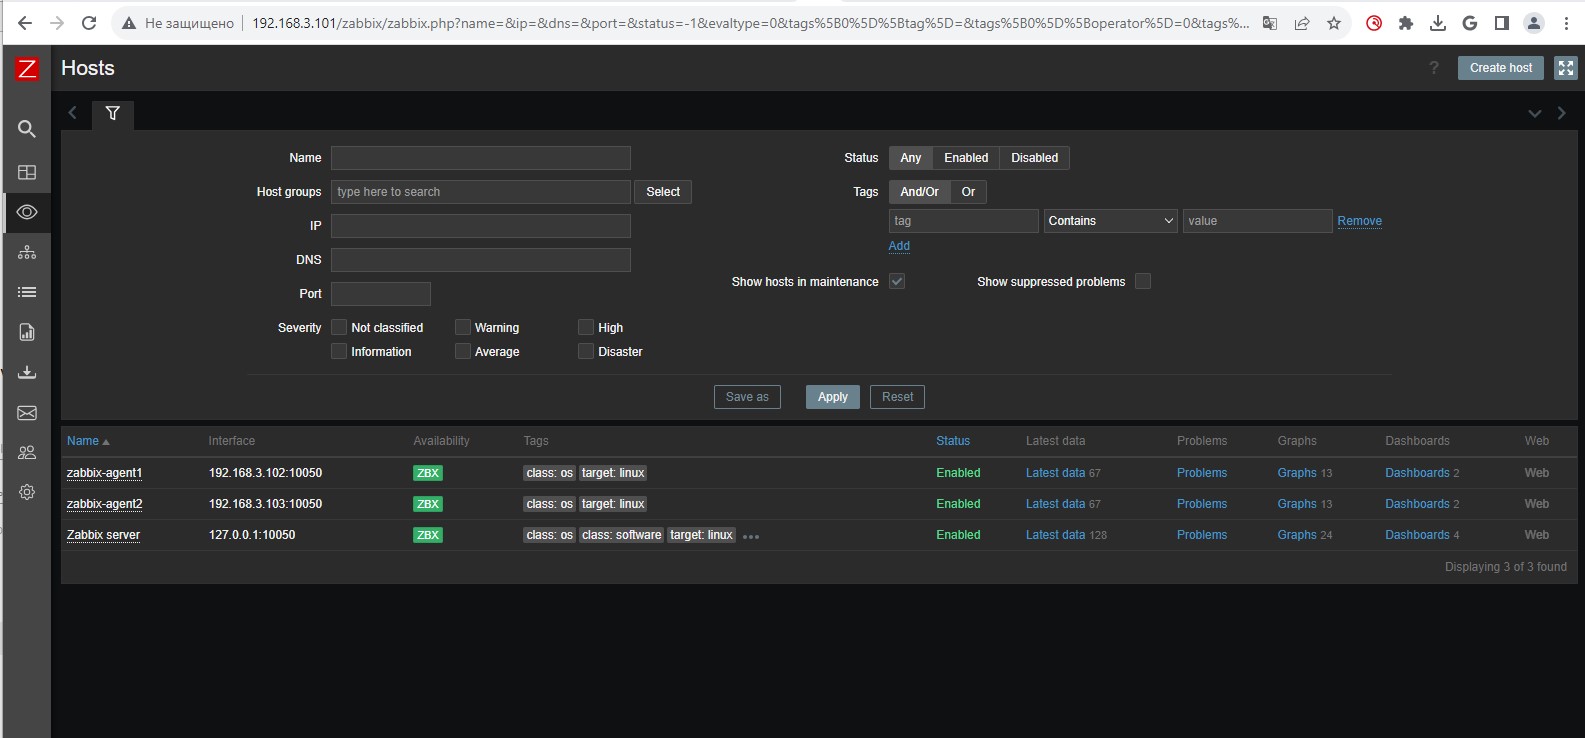 Не защищено 192.168.3.101/zabbix/zabbix.php?name=&ip=&dns=&port=&status=-1&evaltype=0&tags%5B0%5D%5Btag%5D=&tags%5B0%5D%5Boperator%5D=0&tags%...
Z Hosts ? Create host
Name Status Any Enabled Disabled
Host groups type here to search Select Tags And/Or Or
IP tag Contains value Remove
Add
DNS
Port Show hosts in maintenance Show suppressed problems
Severity Not classified Warning High
Information Average Disaster
Save as Apply Reset
Name Interface Availability Tags Status Latest data Problems Graphs Dashboards Web
zabbix-agent1 192.168.3.102:10050 ZBX class: os target: linux Enabled Latest data 67 Problems Graphs 13 Dashboards 2 Web
zabbix-agent2 192.168.3.103:10050 ZBX class: os target: linux Enabled Latest data 67 Problems Graphs 13 Dashboards 2 Web
Zabbix server 127.0.0.1:10050 ZBX class: os class: software target: linux ••• Enabled Latest data 128 Problems Graphs 24 Dashboards 4 Web
Displaying 3 of 3 found